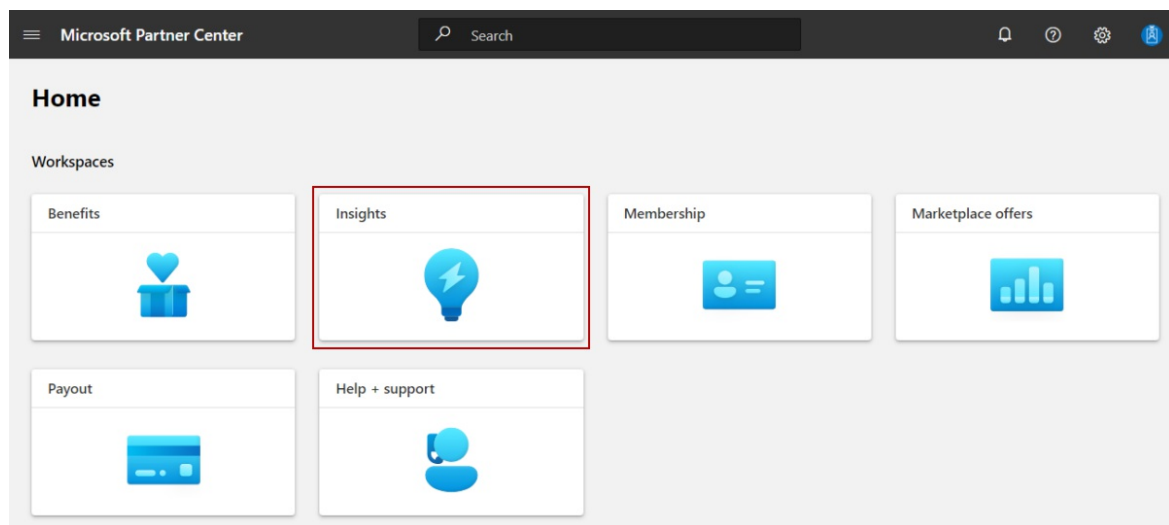 Microsoft Partner Center
Search
Home
Workspaces
Benefits
Insights
Membership
Marketplace offers
Payout
Help + support